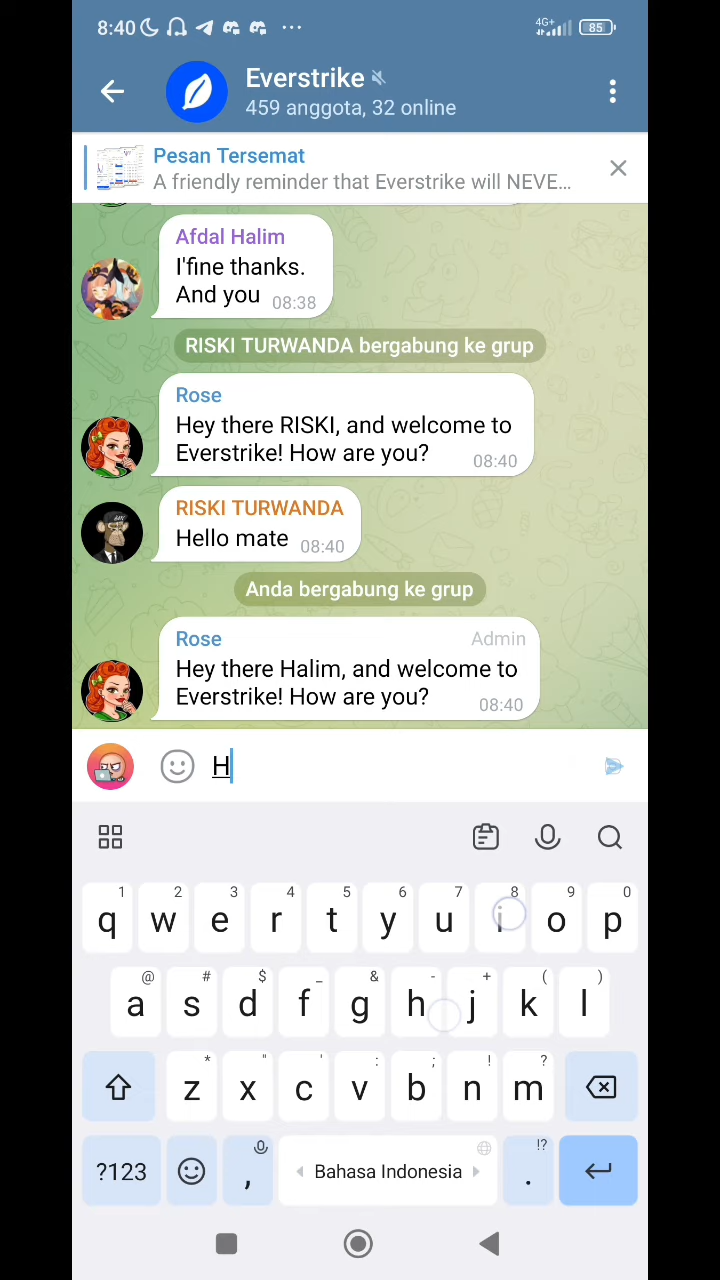 8:40 4G+ 85
Everstrike
459 anggota, 32 online
Pesan Tersemat
A friendly reminder that Everstrike will NEVE...
Afdal Halim
I'fine thanks.
And you 08:38
RISKI TURWANDA bergabung ke grup
Rose
Hey there RISKI, and welcome to
Everstrike! How are you? 08:40
RISKI TURWANDA
Hello mate 08:40
Anda bergabung ke grup
Rose Admin
Hey there Halim, and welcome to
Everstrike! How are you? 08:40
H
1 2 3 4 5 6 7 8 9 0
q w e r t y u i o p
@ # $ _ & - + ( )
a s d f g h j k l
* " ' : ; ! ?
z x c v b n m
!?
?123 , Bahasa Indonesia .